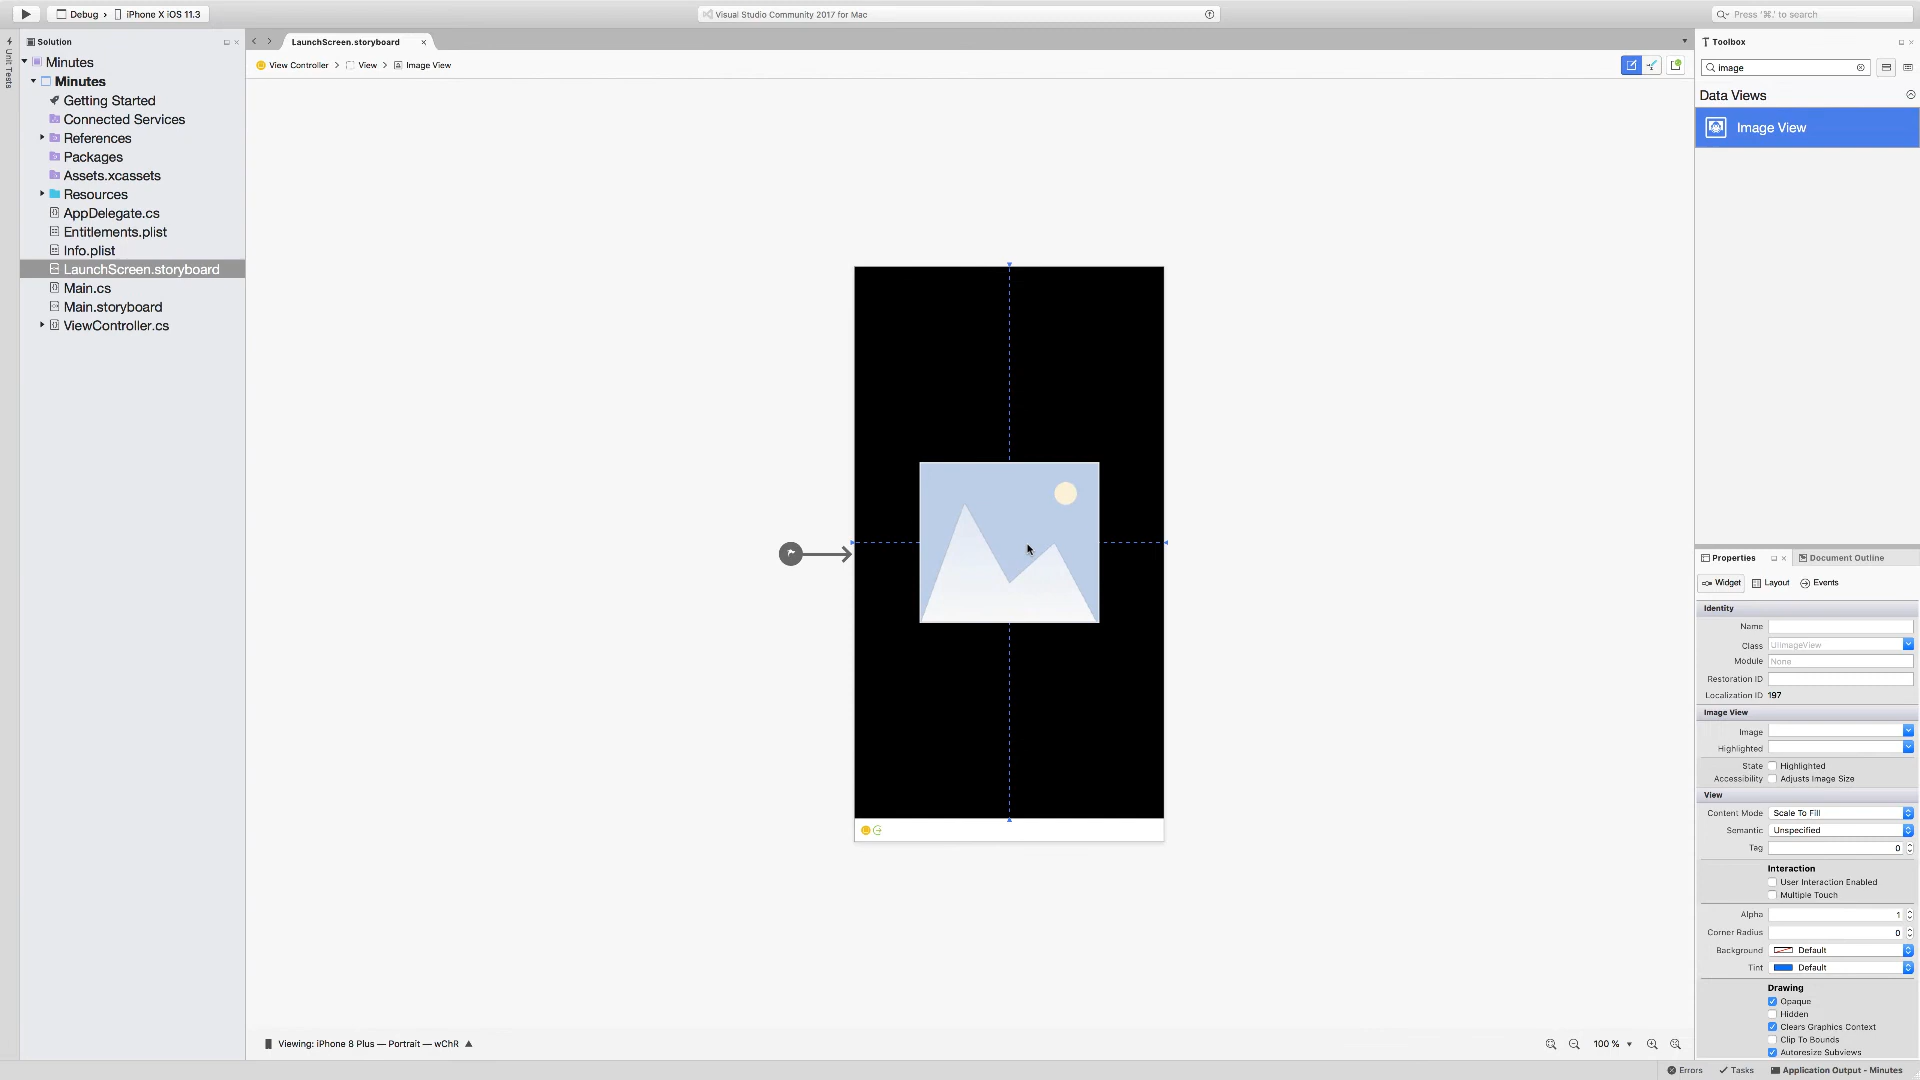 Debug › iPhone X iOS 11.3
Visual Studio Community 2017 for Mac
Press '⌘.' to search
Unit Tests
Solution
Minutes
Minutes
Getting Started
Connected Services
References
Packages
Assets.xcassets
Resources
AppDelegate.cs
Entitlements.plist
Info.plist
LaunchScreen.storyboard
Main.cs
Main.storyboard
ViewController.cs
LaunchScreen.storyboard
View Controller > View > Image View
Viewing: iPhone 8 Plus — Portrait — wChR
100 %
Toolbox
image
Data Views
Image View
Properties
Document Outline
Widget Layout Events
Identity
Name
Class UIImageView
Module None
Restoration ID
Localization ID 197
Image View
Image
Highlighted
State Highlighted
Accessibility Adjusts Image Size
View
Content Mode Scale To Fill
Semantic Unspecified
Tag 0
Interaction
User Interaction Enabled
Multiple Touch
Alpha 1
Corner Radius 0
Background Default
Tint Default
Drawing
Opaque
Hidden
Clears Graphics Context
Clip To Bounds
Autoresize Subviews
Errors Tasks Application Output - Minutes